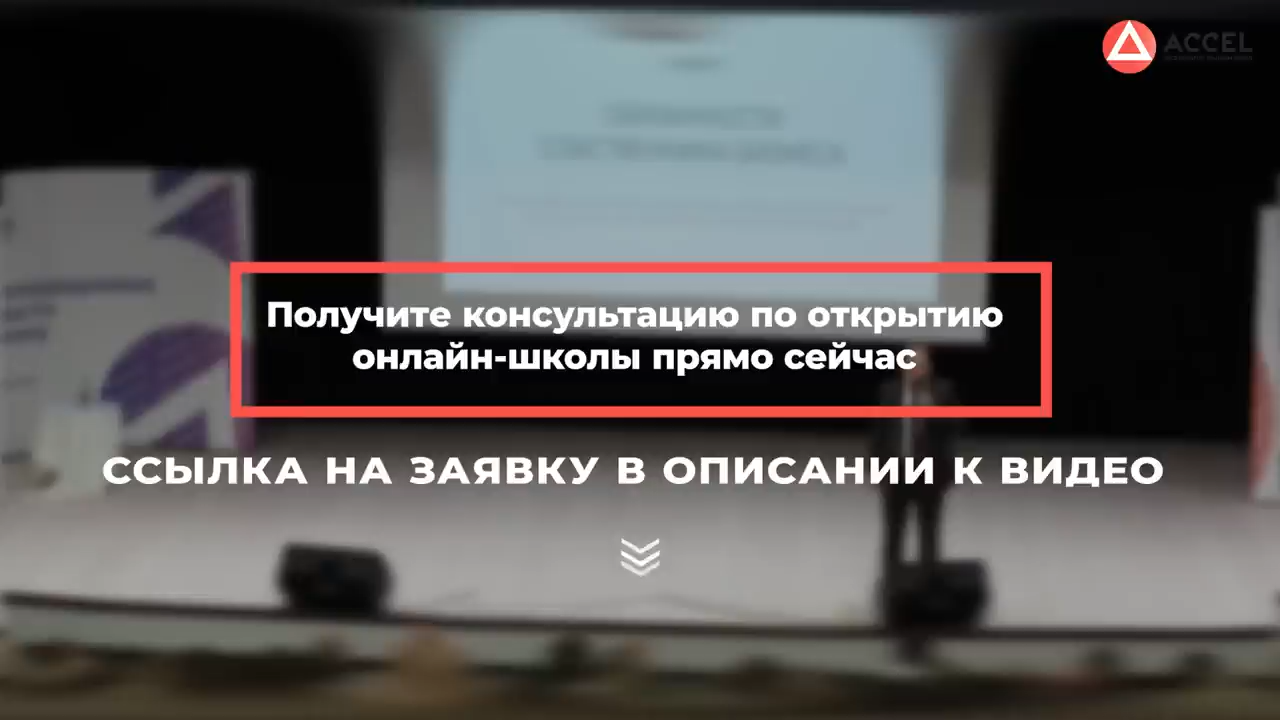 ACCEL
Получите консультацию по открытию
онлайн-школы прямо сейчас
ССЫЛКА НА ЗАЯВКУ В ОПИСАНИИ К ВИДЕО